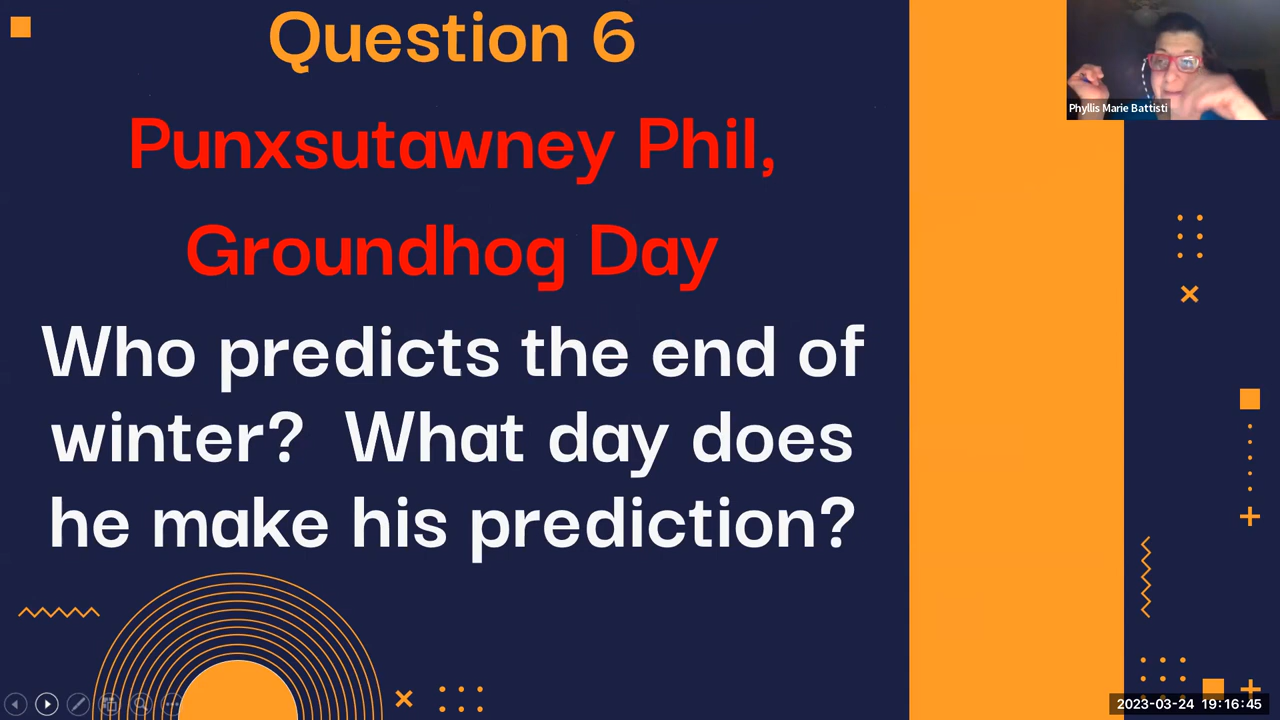 Question 6
Punxsutawney Phil,
Groundhog Day
Who predicts the end of
winter? What day does
he make his prediction?
Phyllis Marie Battisti
2023-03-24 19:16:45